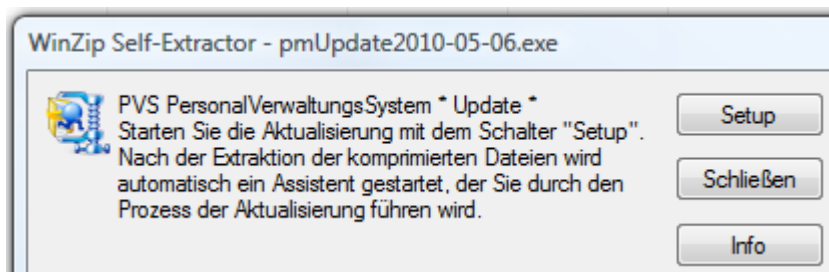 WinZip Self-Extractor - pmUpdate2010-05-06.exe
PVS PersonalVerwaltungsSystem * Update *
Starten Sie die Aktualisierung mit dem Schalter "Setup".
Nach der Extraktion der komprimierten Dateien wird
automatisch ein Assistent gestartet, der Sie durch den
Prozess der Aktualisierung führen wird.
Setup
Schließen
Info